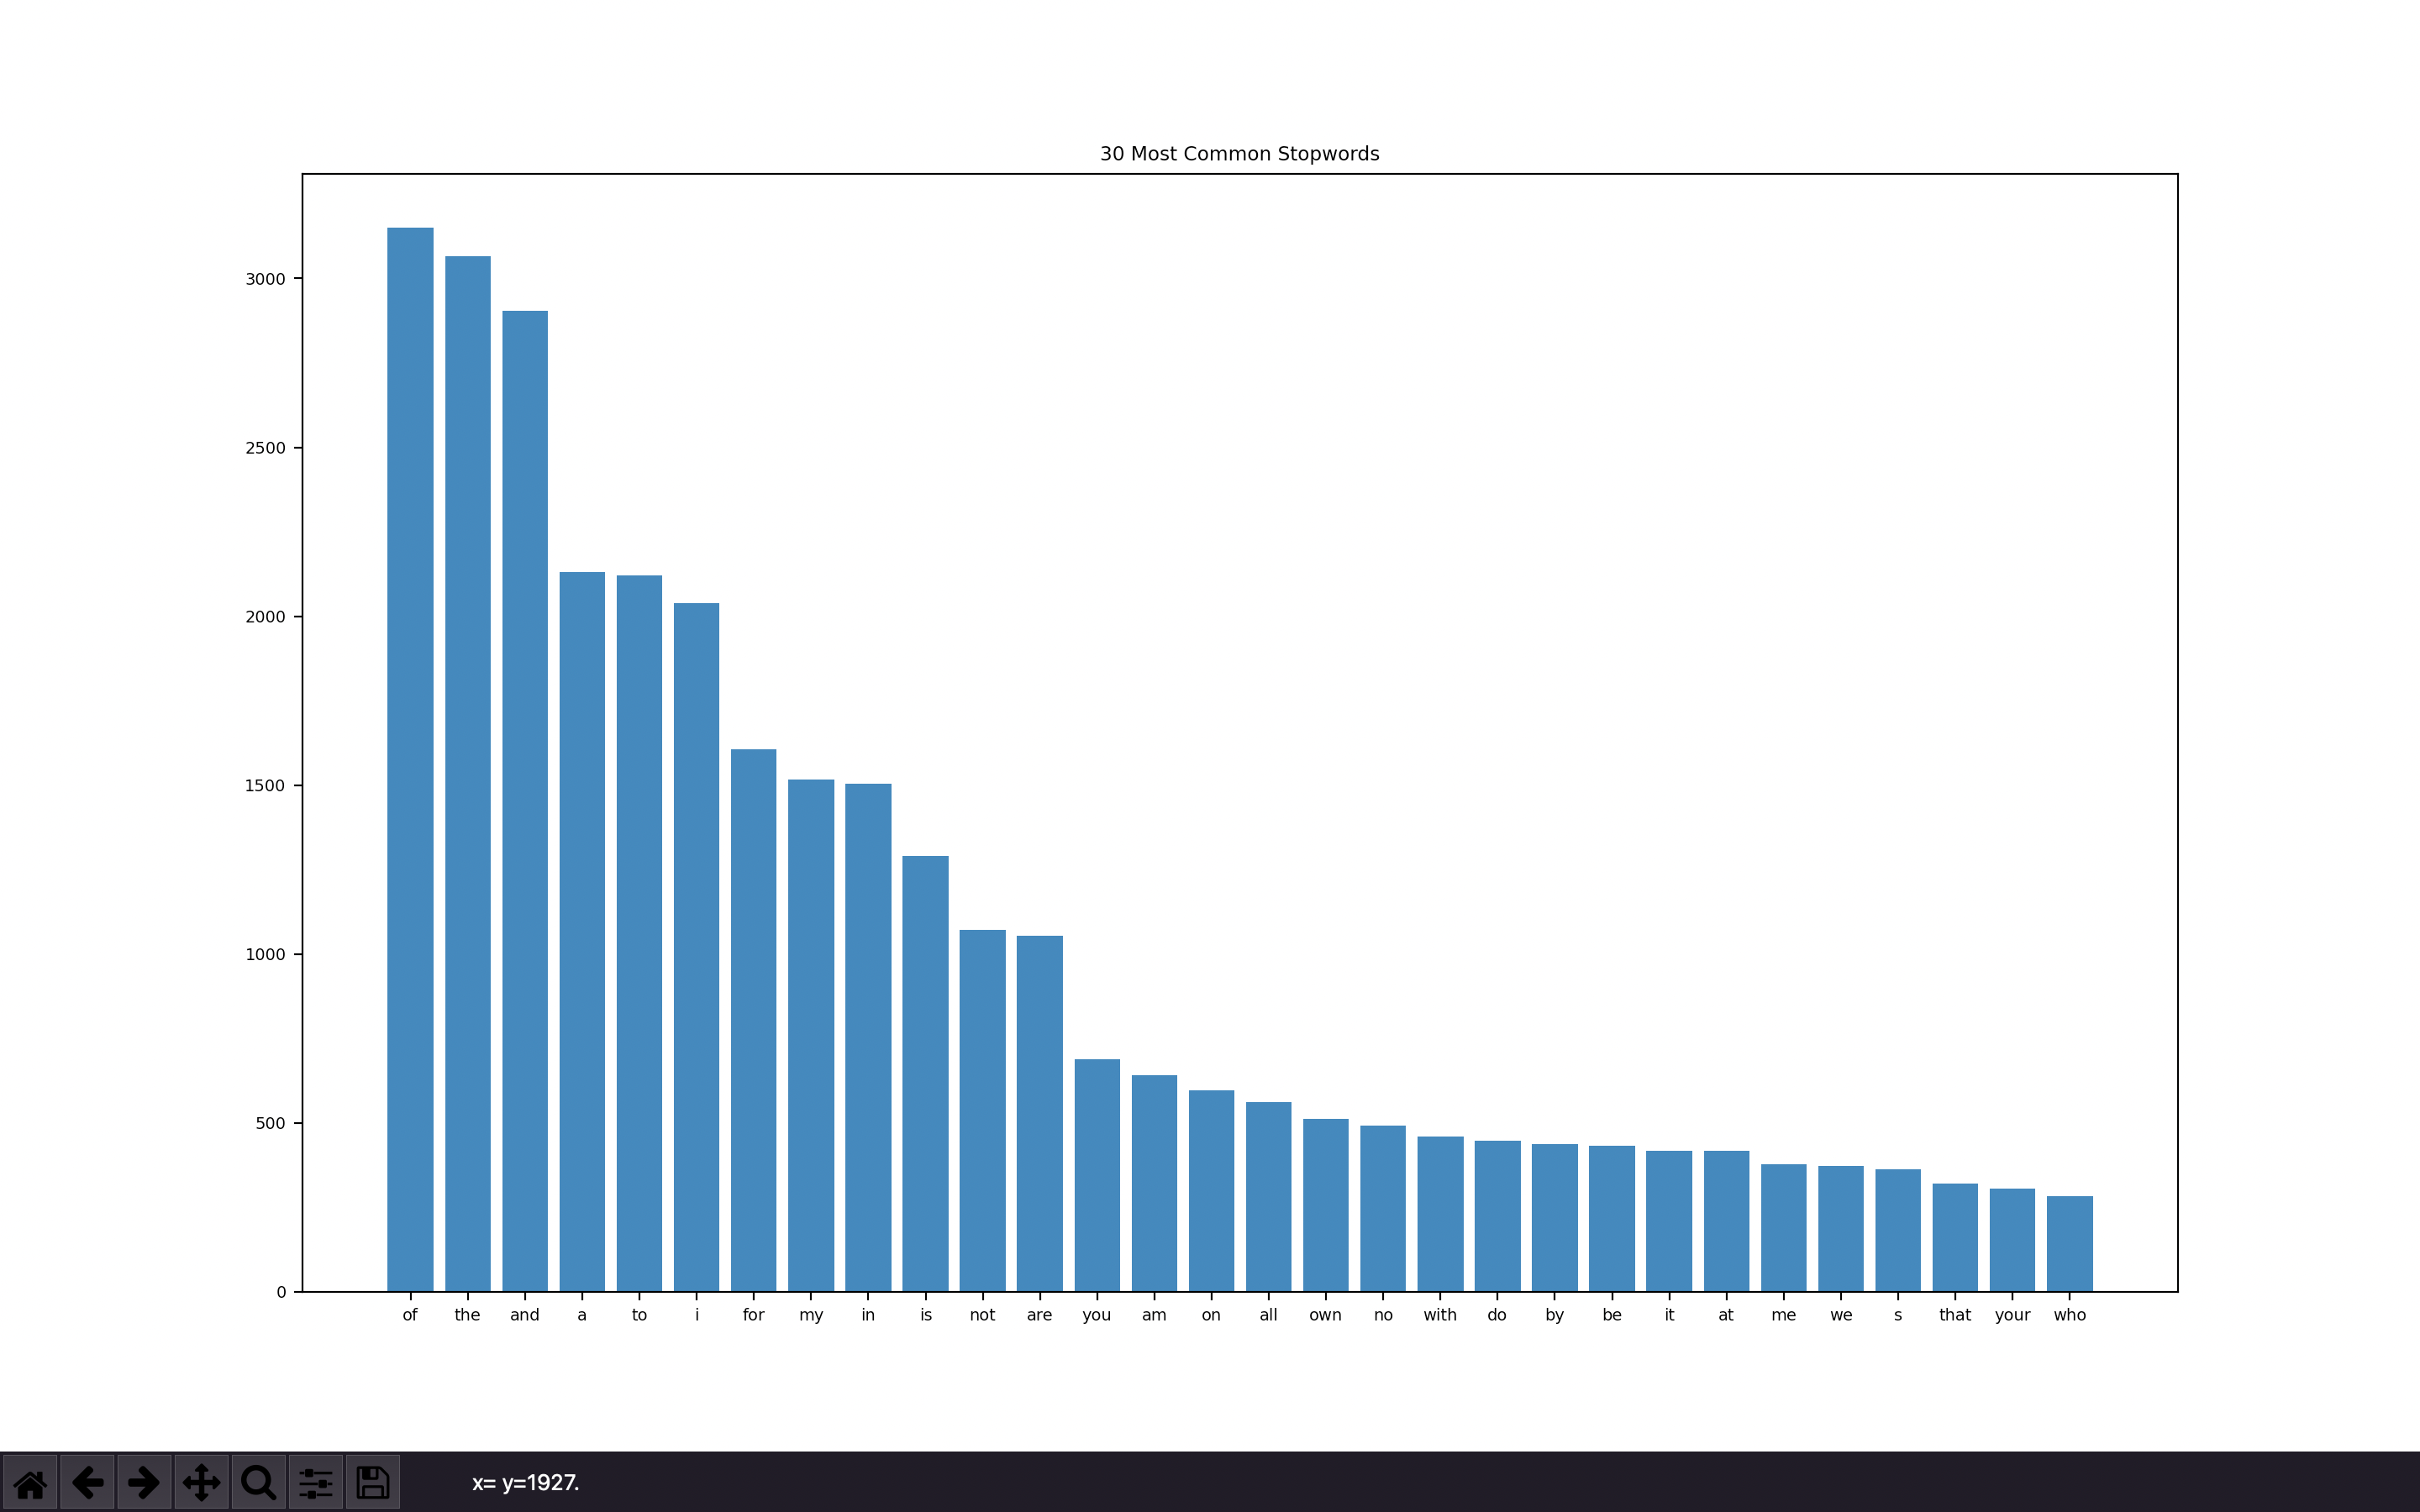 30 Most Common Stopwords
3000
2500
2000
1500
1000
500
0
of the and a to i for my in is not are you am on all own no with do by be it at me we s that your who
x= y=1927.